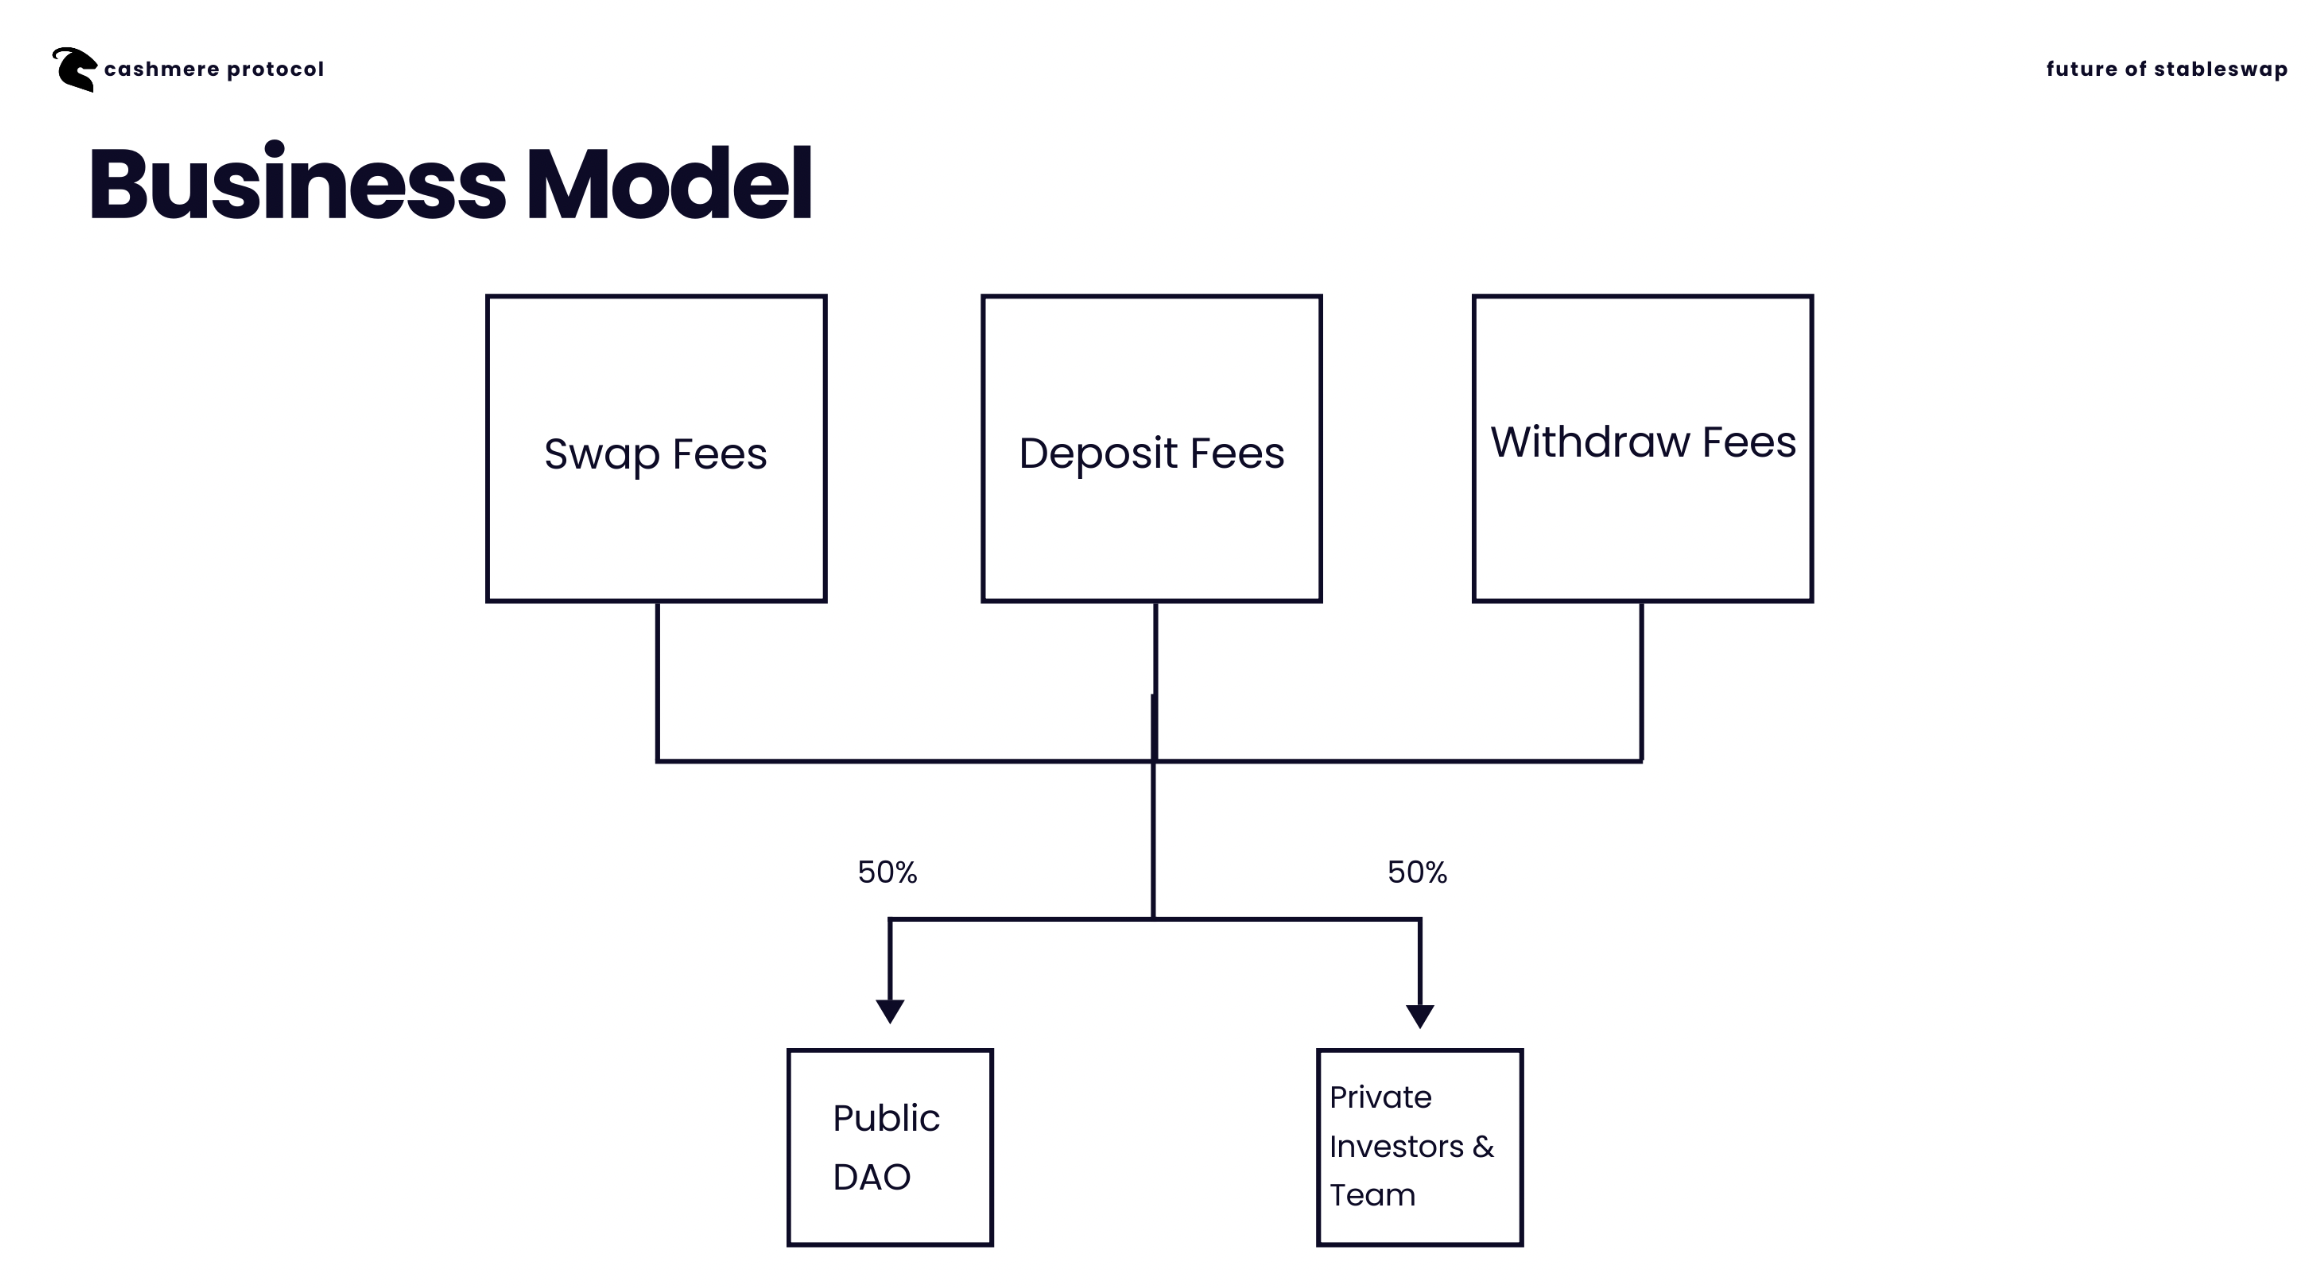 cashmere protocol
future of stableswap
Business Model
Swap Fees
Deposit Fees
Withdraw Fees
50%
50%
Public
DAO
Private
Investors &
Team